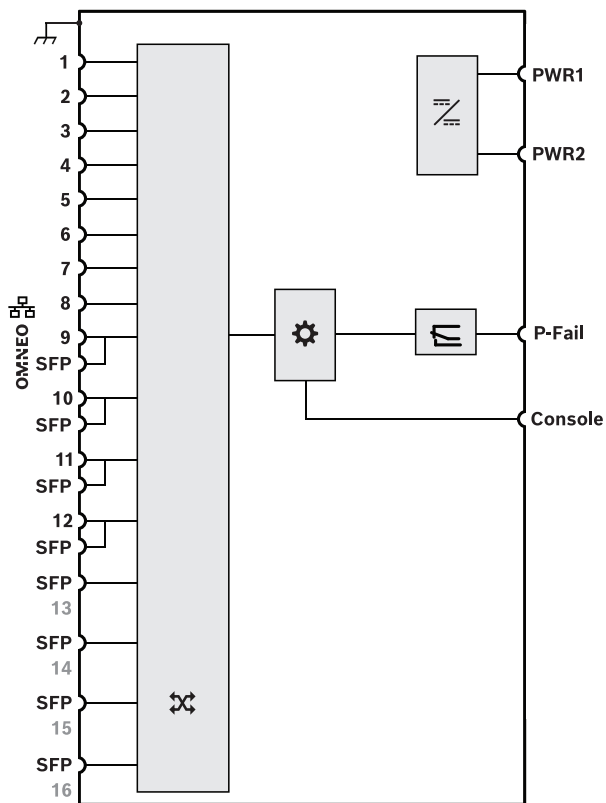 1
PWR1
2
3
PWR2
4
5
6
7
8
OMNEO
9
P-Fail
SFP
10
Console
SFP
11
SFP
12
SFP
SFP
13
SFP
14
SFP
15
SFP
16